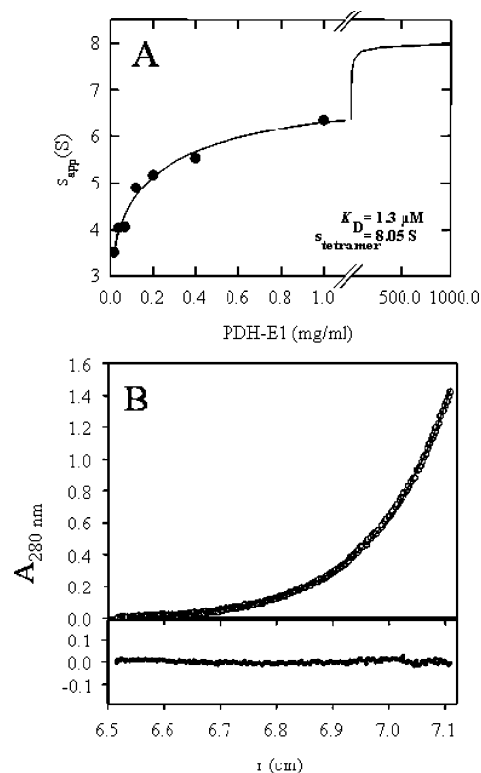 A
8
7
6
5
4
3
s_app(S)
K_D = 1.3 µM
s_tetramer = 8.05 S
0.0 0.2 0.4 0.6 0.8 1.0 500.0 1000.0
PDH-E1 (mg/ml)
B
1.6
1.4
1.2
1.0
0.8
0.6
0.4
0.2
0.0
A_280 nm
0.1
0.0
-0.1
6.5 6.6 6.7 6.8 6.9 7.0 7.1
r (cm)